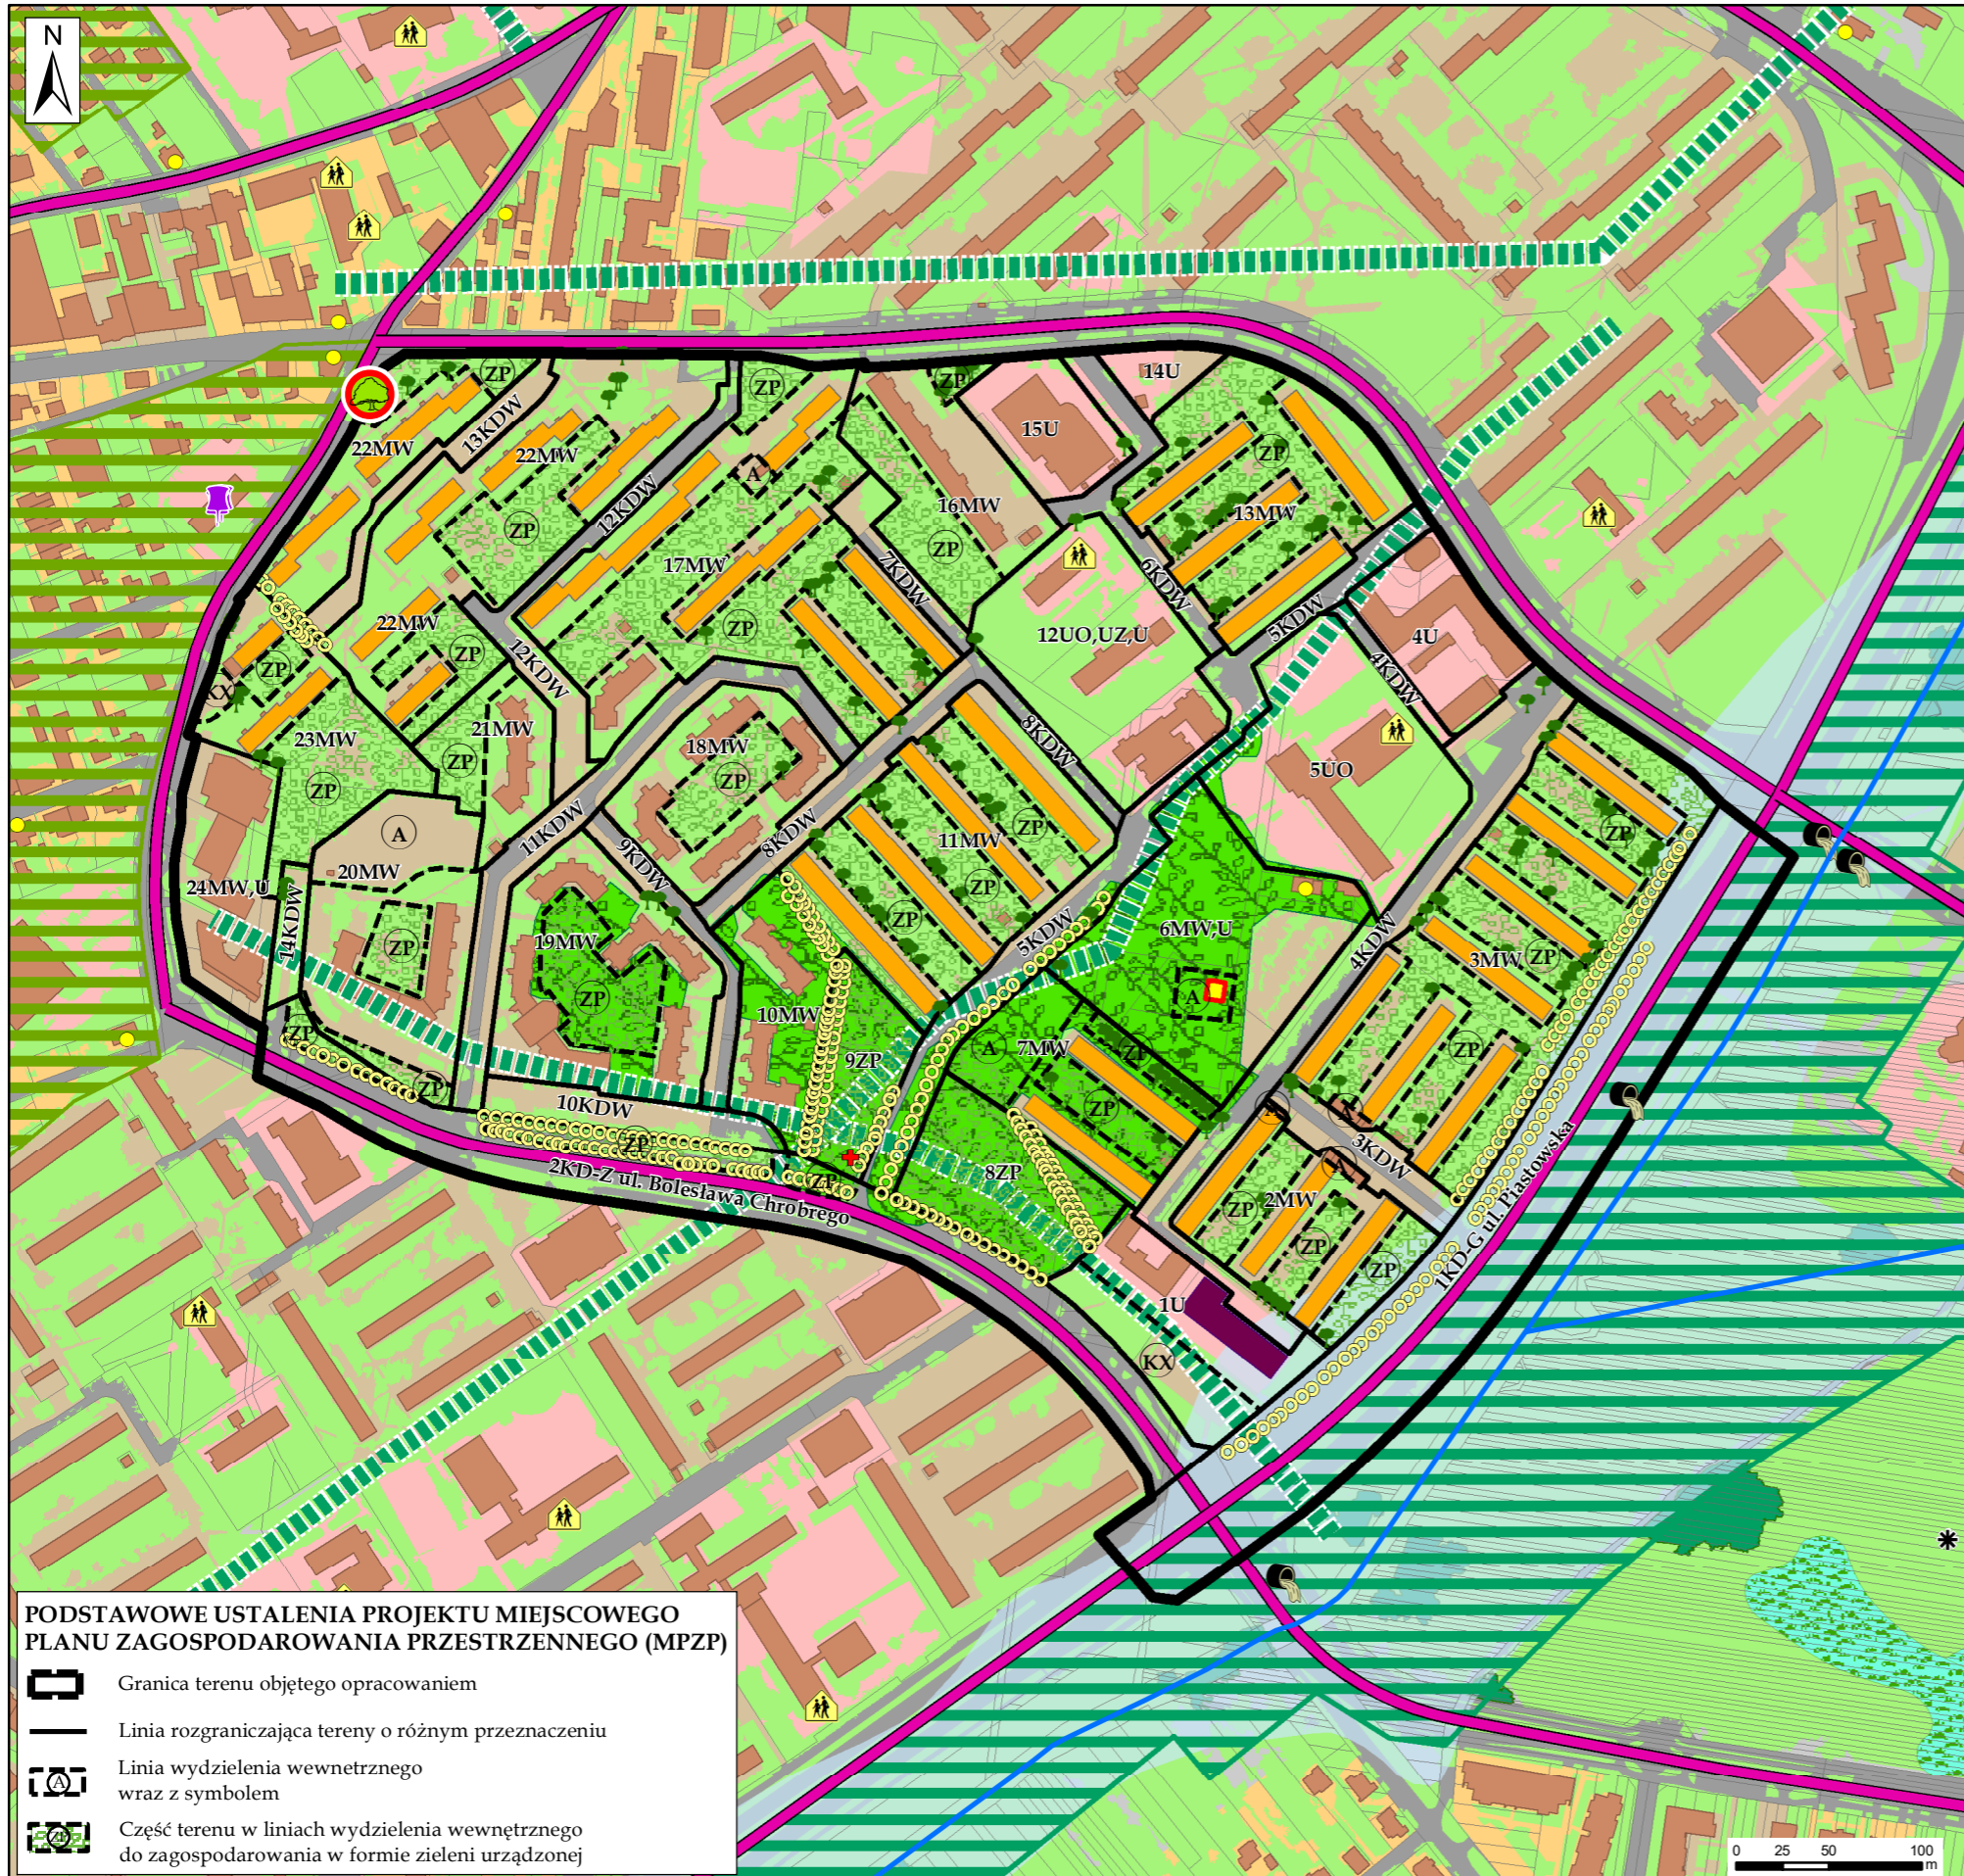 N
ZP
ZP
ZP
14U
22MW
13KDW
22MW
15U
ZP
A
12KDW
ZP
16MW
13MW
ZP
17MW
7KDW
6KDW
22MW
ZP
ZP
12UO,UZ,U
5KDW
4U
ZP
12KDW
4KDW
KX
23MW
21MW
18MW
8KDW
ZP
ZP
ZP
5UO
A
11KDW
8KDW
11MW
ZP
ZP
20MW
9KDW
24MW,U
ZP
ZP
14KDW
ZP
19MW
5KDW
6MW,U
4KDW
3MW
ZP
ZP
A
10MW
ZP
9ZP
A
7MW
ZP
ZP
ZP
10KDW
ZP
ZP
A
A
3KDW
A
2KD-Z ul. Bolesława Chrobrego
ZP
8ZP
ZP
2MW
ZP
ZP
1KD-G ul. Piastowska
1U
KX
PODSTAWOWE USTALENIA PROJEKTU MIEJSCOWEGO
PLANU ZAGOSPODAROWANIA PRZESTRZENNEGO (MPZP)
Granica terenu objętego opracowaniem
Linia rozgraniczająca tereny o różnym przeznaczeniu
A
Linia wydzielenia wewnetrznego
wraz z symbolem
ZP
Część terenu w liniach wydzielenia wewnętrznego
do zagospodarowania w formie zieleni urządzonej
0 25 50 100
m